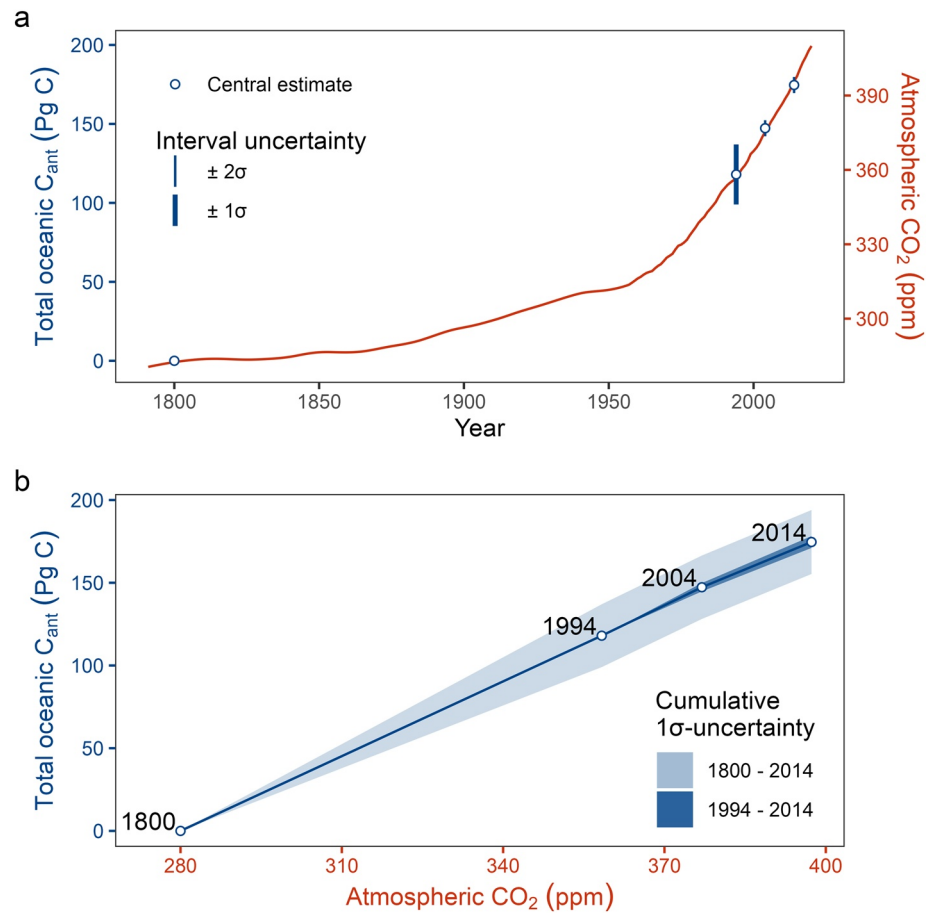 a
200
150
100
50
0
Total oceanic Cant (Pg C)
Central estimate
Interval uncertainty
± 2σ
± 1σ
390
360
330
300
Atmospheric CO2 (ppm)
1800
1850
1900
1950
2000
Year
b
200
150
100
50
0
Total oceanic Cant (Pg C)
2014
2004
1994
1800
Cumulative
1σ-uncertainty
1800 - 2014
1994 - 2014
280
310
340
370
400
Atmospheric CO2 (ppm)